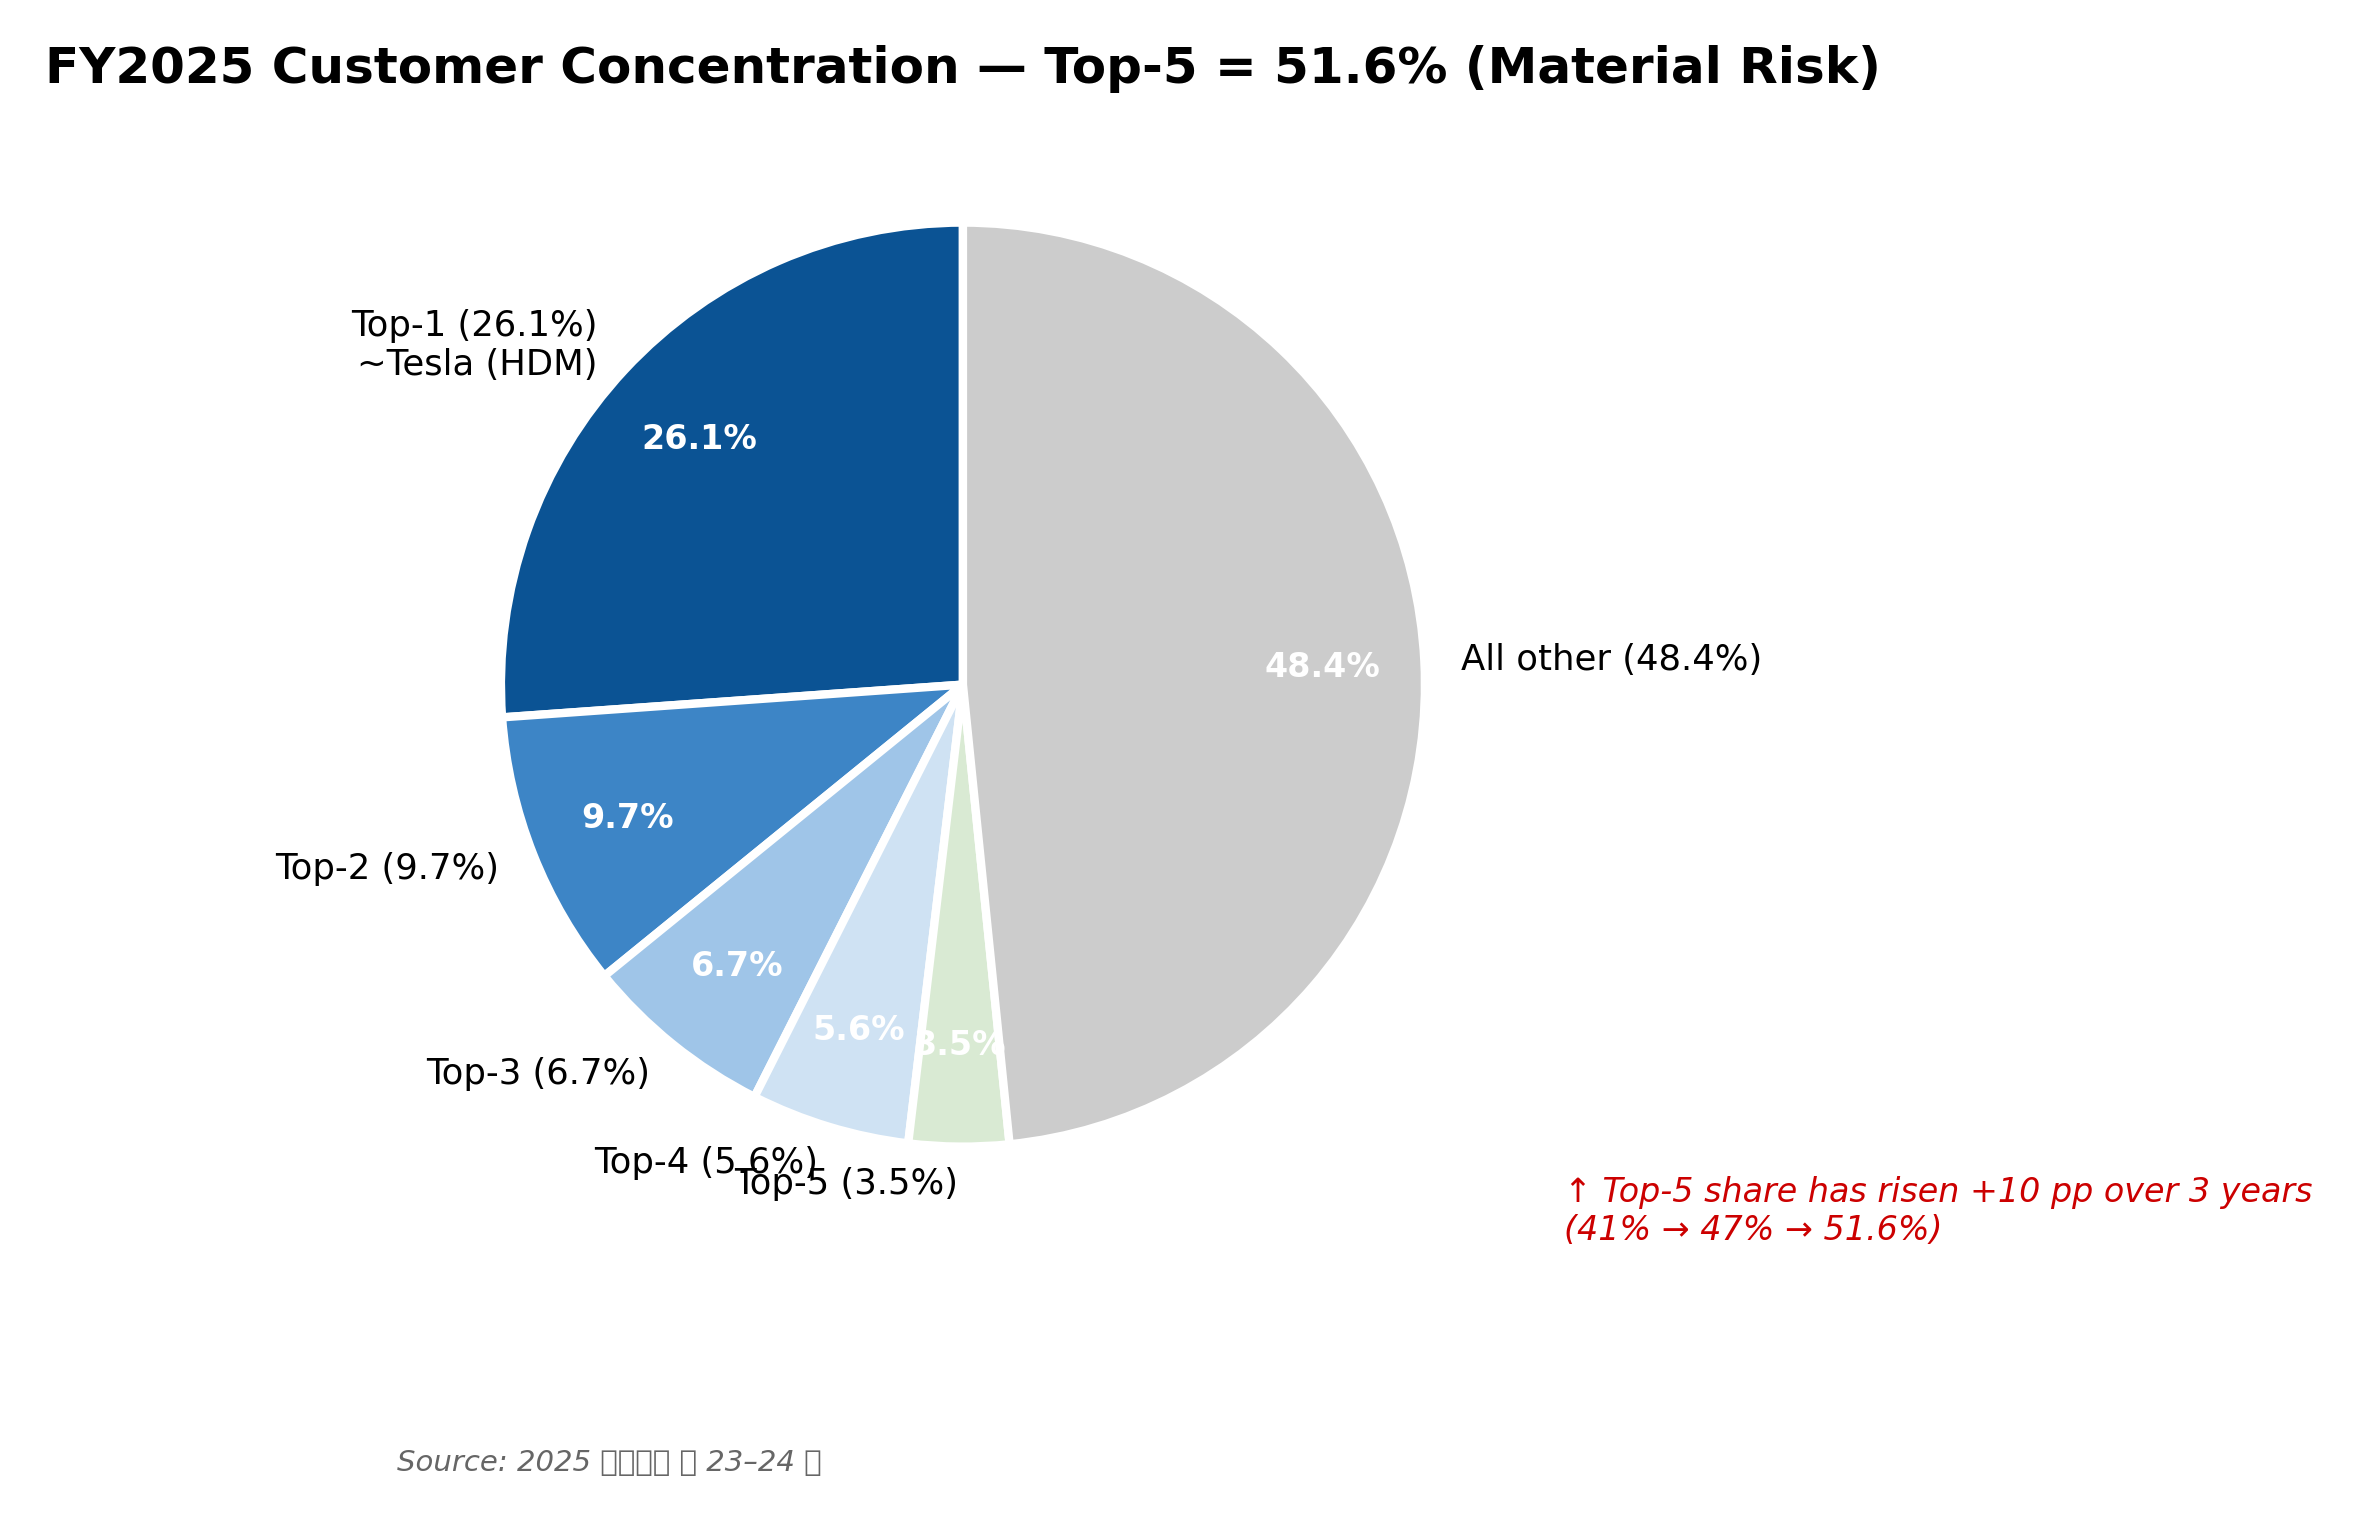 FY2025 Customer Concentration — Top-5 = 51.6% (Material Risk)
Top-1 (26.1%)
~Tesla (HDM)
26.1%
48.4%
All other (48.4%)
9.7%
Top-2 (9.7%)
6.7%
5.6%
3.5%
Top-3 (6.7%)
Top-4 (5.6%)
Top-5 (3.5%)
↑ Top-5 share has risen +10 pp over 3 years
(41% → 47% → 51.6%)
Source: 2025 23–24